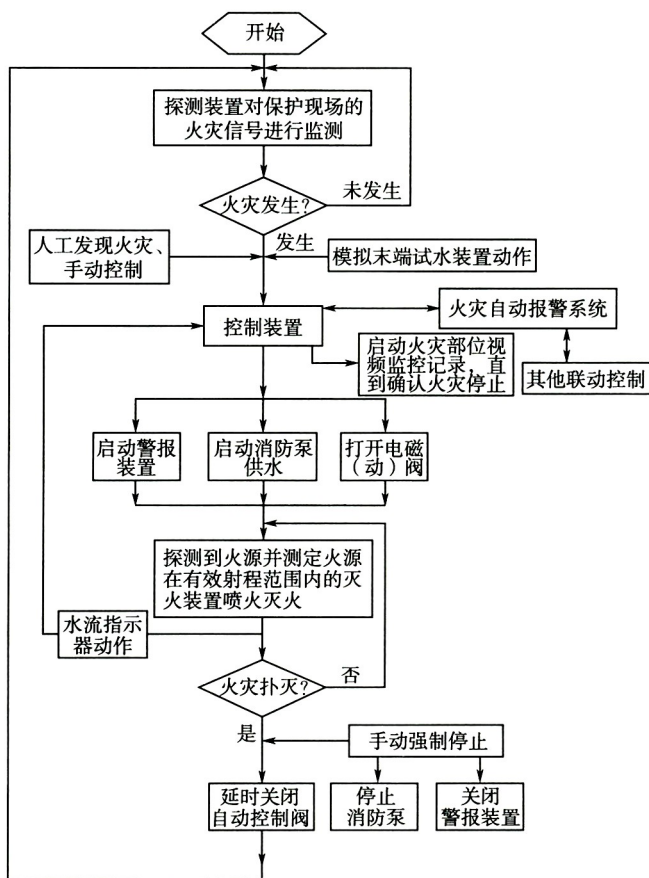 开始
探测装置对保护现场的
火灾信号进行监测
火灾发生?
未发生
发生
人工发现火灾、
手动控制
模拟末端试水装置动作
控制装置
火灾自动报警系统
启动火灾部位视
频监控记录，直
到确认火灾停止
其他联动控制
启动警报
装置
启动消防泵
供水
打开电磁
（动）阀
探测到火源并测定火源
在有效射程范围内的灭
火装置喷火灭火
水流指示
器动作
火灾扑灭?
否
是
手动强制停止
延时关闭
自动控制阀
停止
消防泵
关闭
警报装置